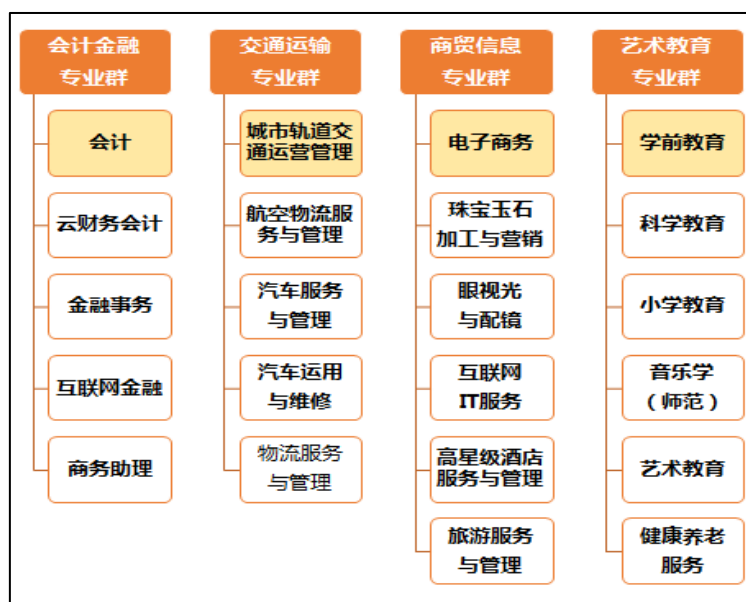 会计金融
专业群
会计
云财务会计
金融事务
互联网金融
商务助理
交通运输
专业群
城市轨道交
通运营管理
航空物流服
务与管理
汽车服务
与管理
汽车运用
与维修
物流服务
与管理
商贸信息
专业群
电子商务
珠宝玉石
加工与营销
眼视光
与配镜
互联网
IT服务
高星级酒店
服务与管理
旅游服务
与管理
艺术教育
专业群
学前教育
科学教育
小学教育
音乐学
（师范）
艺术教育
健康养老
服务